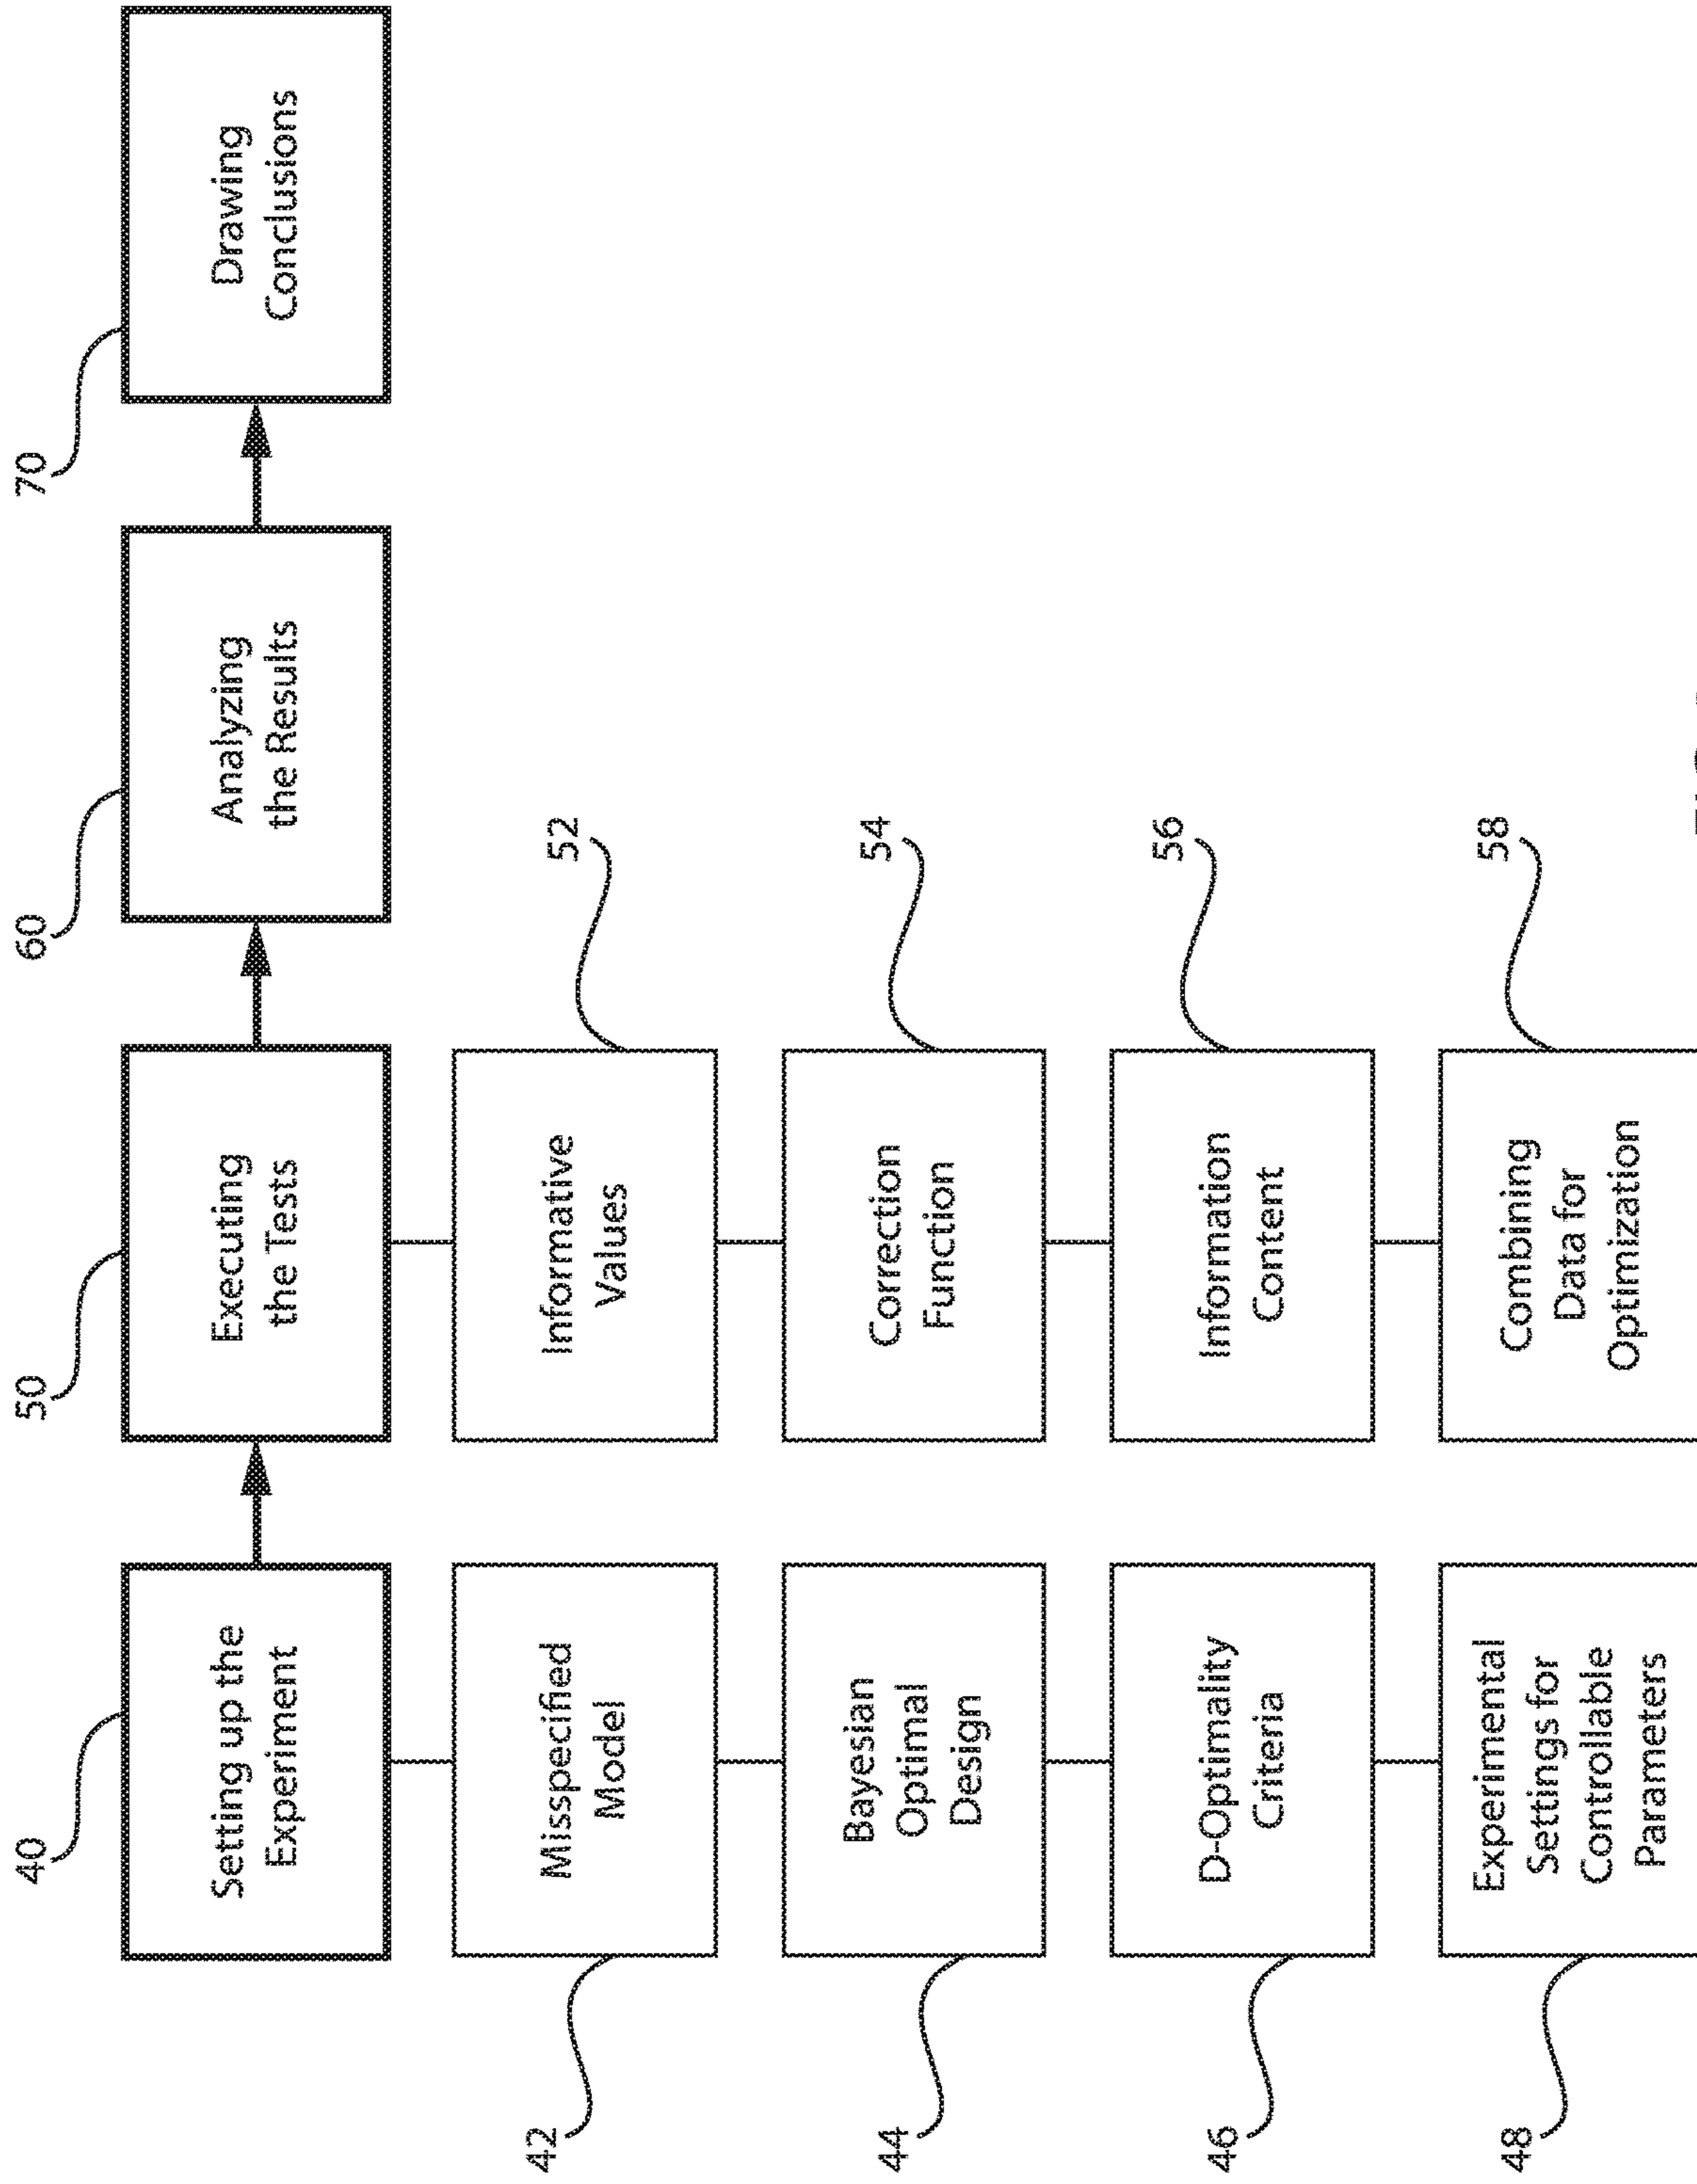 40
Setting up the
Experiment
50
Executing
the Tests
60
Analyzing
the Results
70
Drawing
Conclusions
42
Misspecified
Model
52
Informative
Values
44
Bayesian
Optimal
Design
54
Correction
Function
46
D-Optimality
Criteria
56
Information
Content
48
Experimental
Settings for
Controllable
Parameters
58
Combining
Data for
Optimization